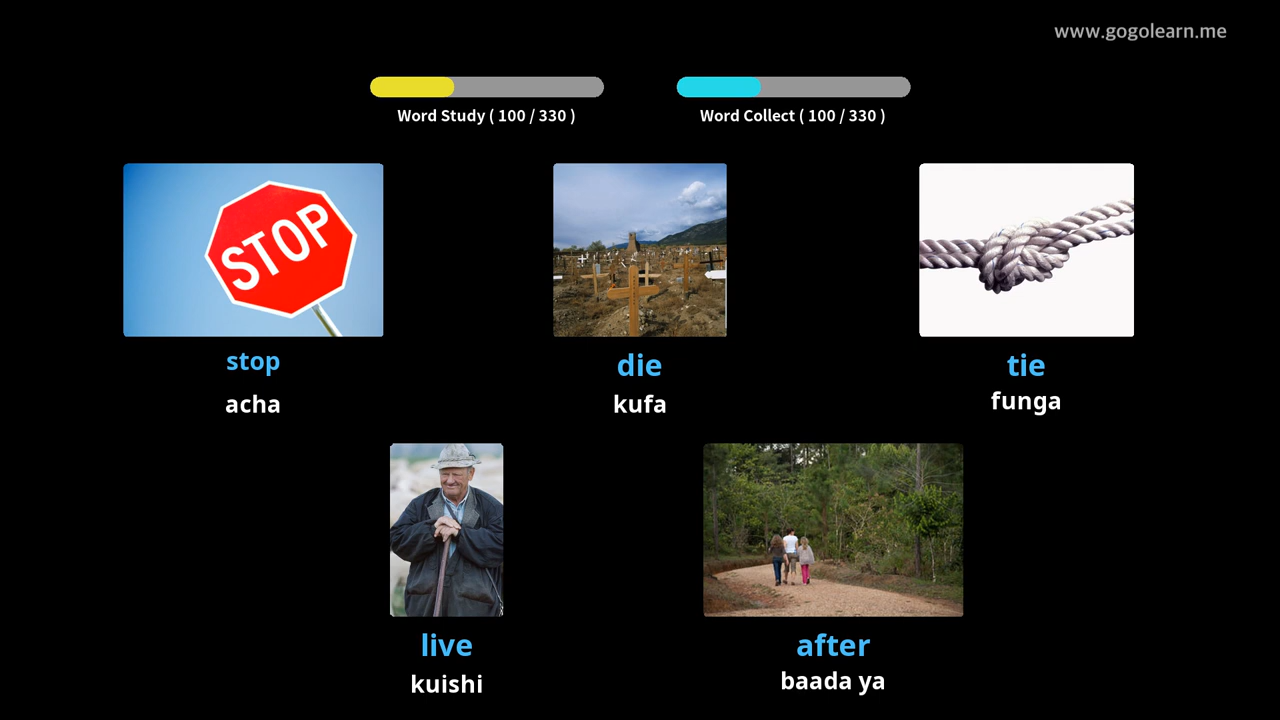 www.gogolearn.me
Word Study ( 100 / 330 )
Word Collect ( 100 / 330 )
STOP
stop
acha
die
kufa
tie
funga
live
kuishi
after
baada ya